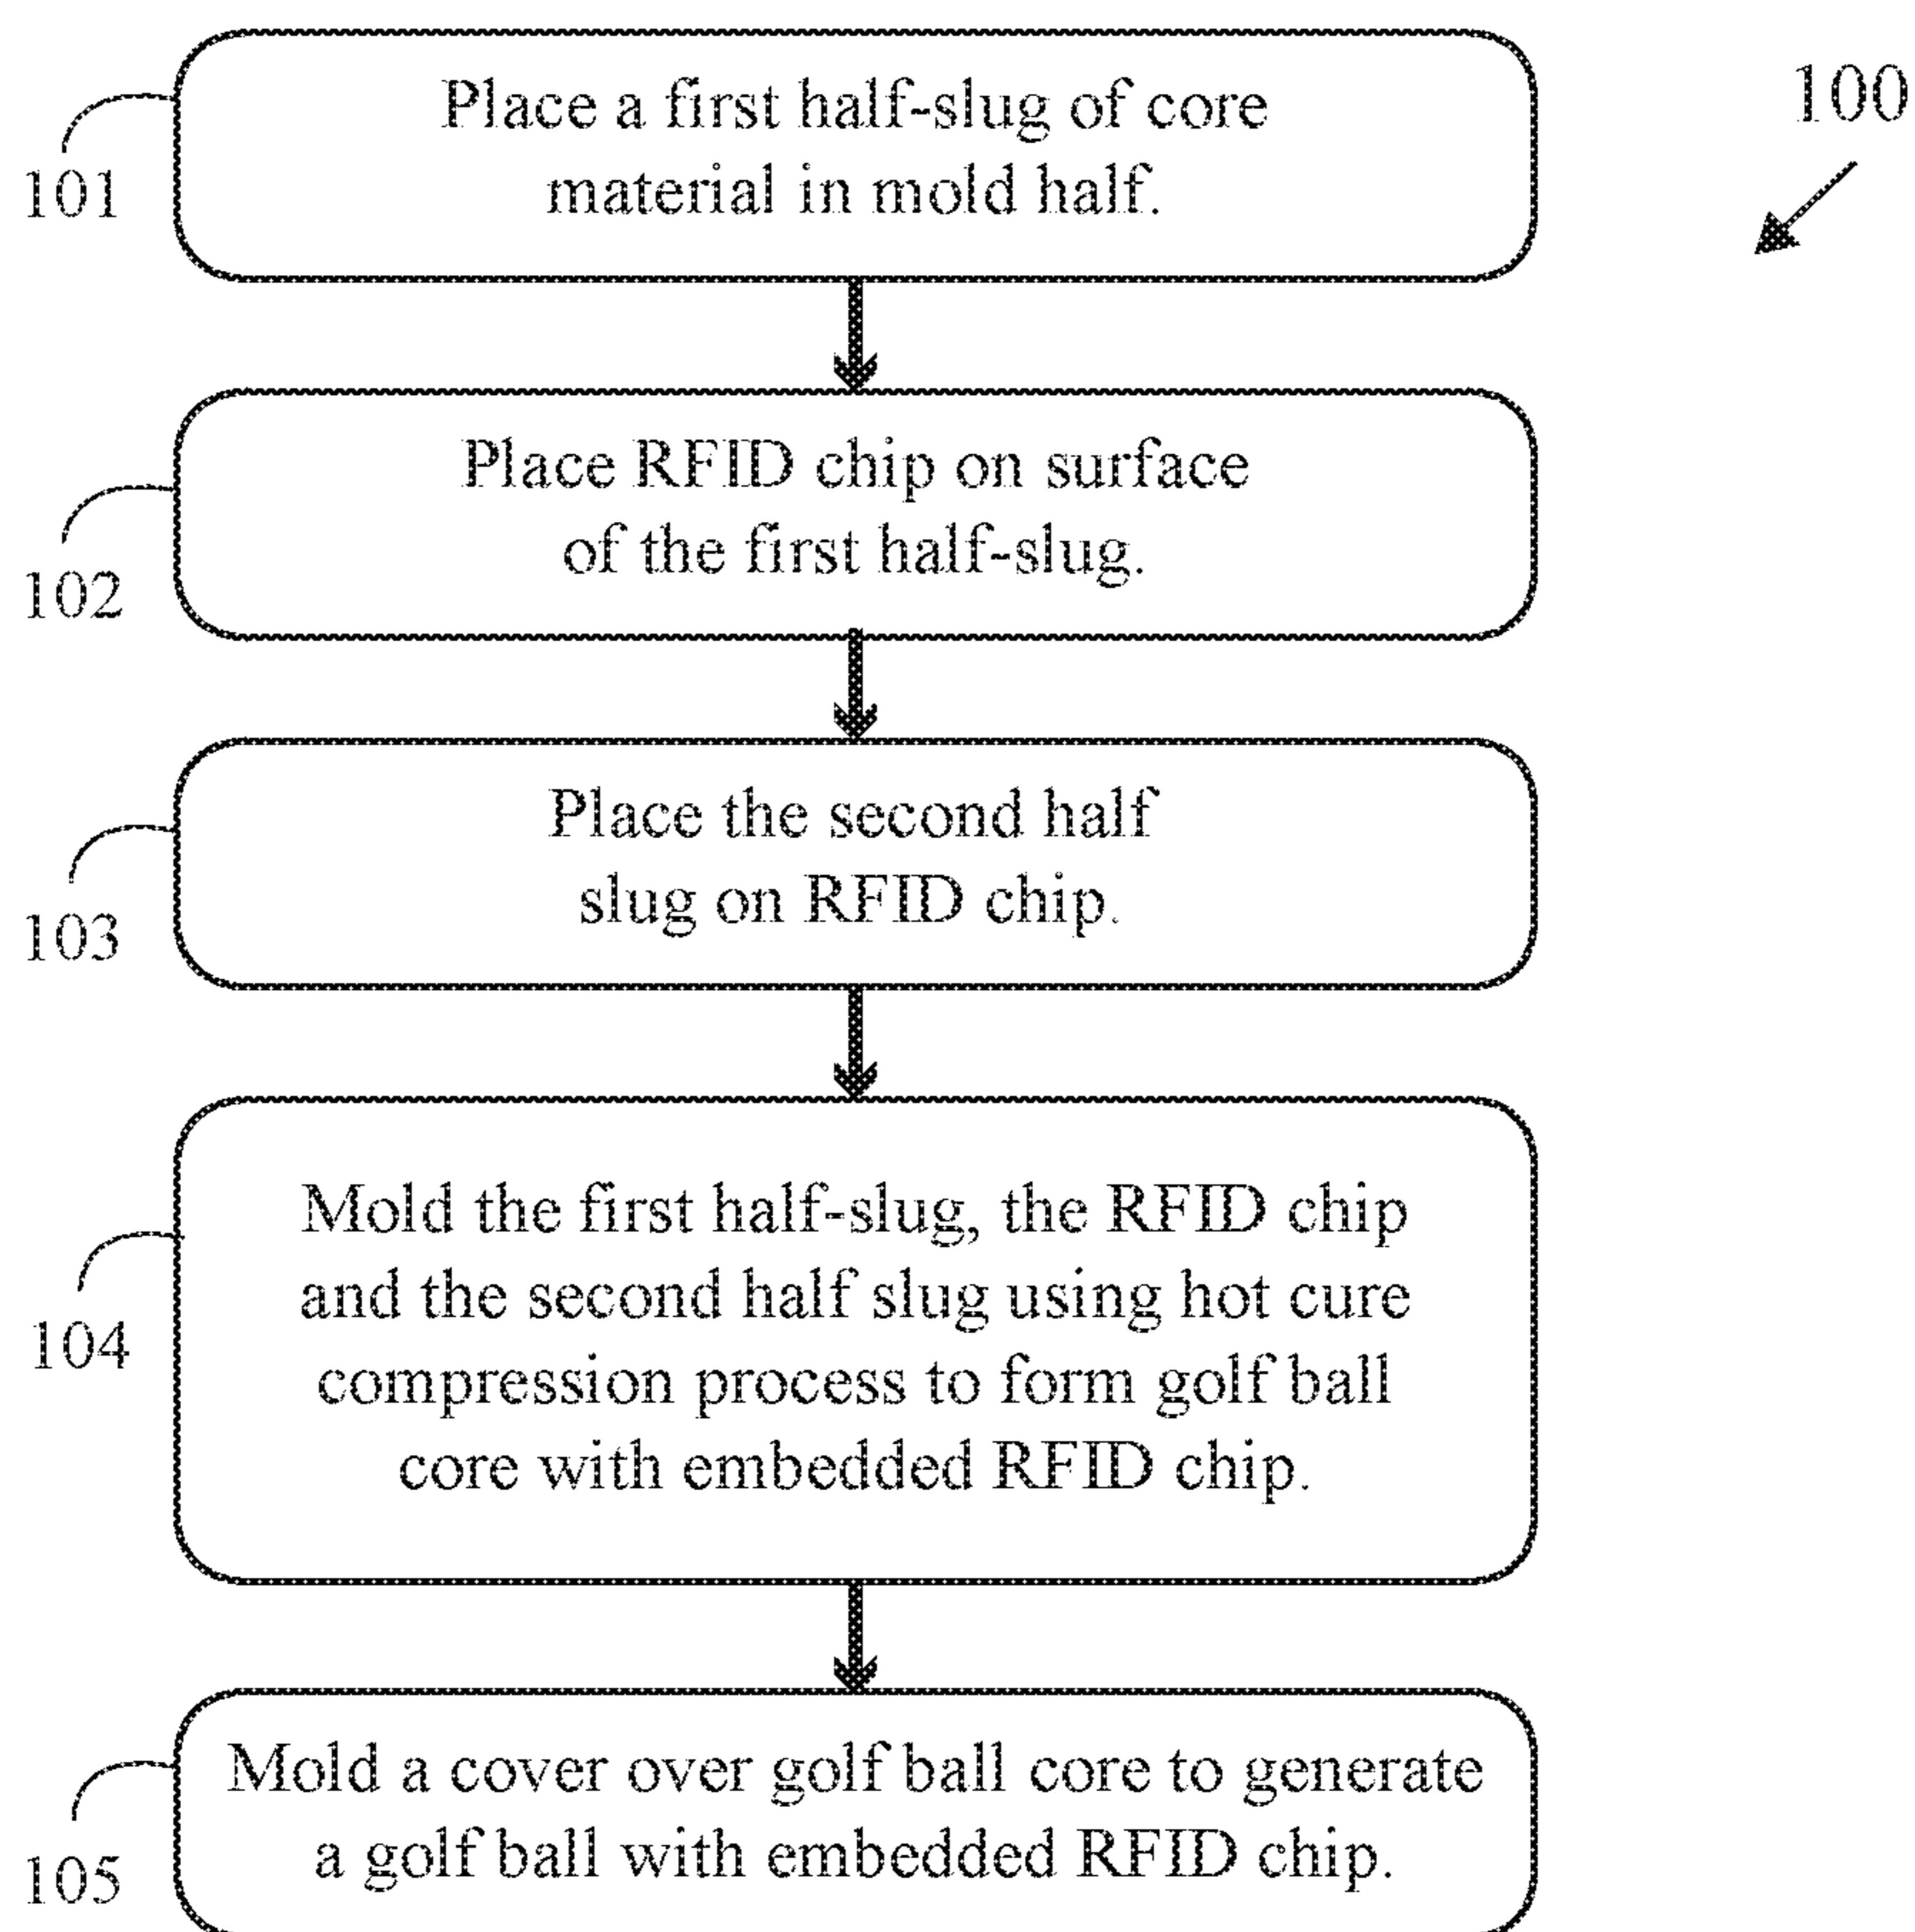 100
101
Place a first half-slug of core
material in mold half.
102
Place RFID chip on surface
of the first half-slug.
103
Place the second half
slug on RFID chip.
104
Mold the first half-slug, the RFID chip
and the second half slug using hot cure
compression process to form golf ball
core with embedded RFID chip.
105
Mold a cover over golf ball core to generate
a golf ball with embedded RFID chip.